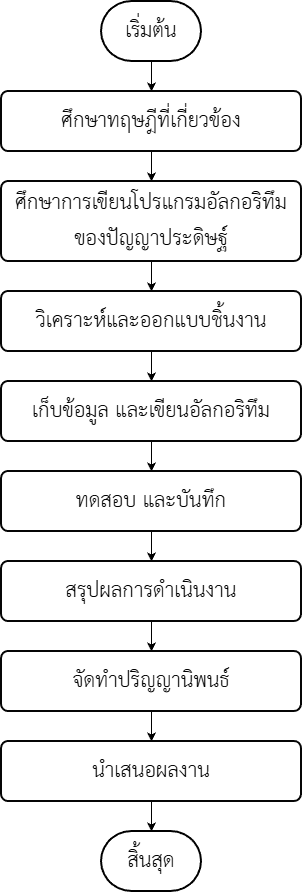 เริ่มต้น
ศึกษาทฤษฎีที่เกี่ยวข้อง
ศึกษาการเขียนโปรแกรมอัลกอริทึม
ของปัญญาประดิษฐ์
วิเคราะห์และออกแบบชิ้นงาน
เก็บข้อมูล และเขียนอัลกอริทึม
ทดสอบ และบันทึก
สรุปผลการดำเนินงาน
จัดทำปริญญานิพนธ์
นำเสนอผลงาน
สิ้นสุด